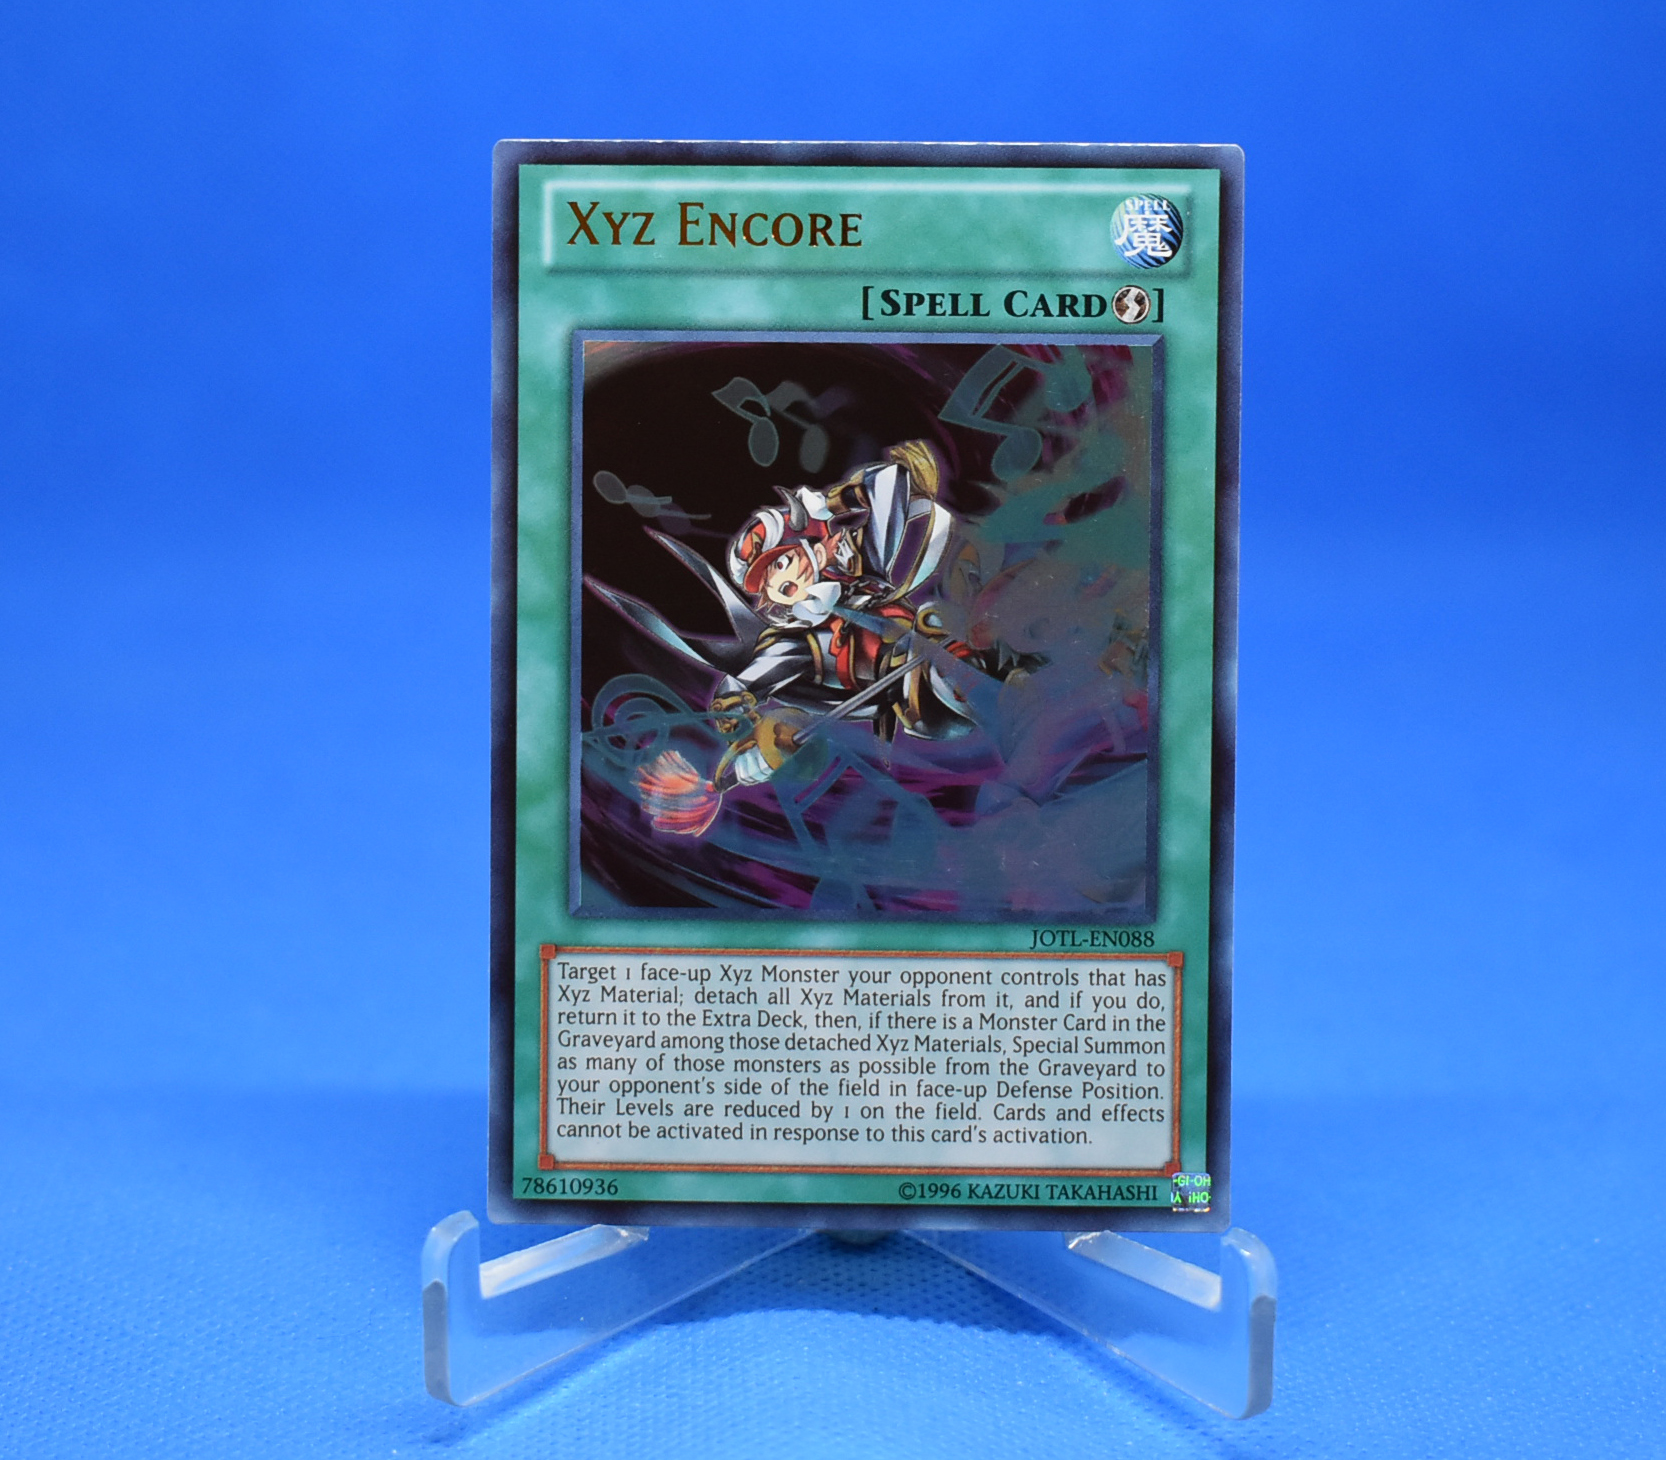 XYZ ENCORE
SPELL
魔
[SPELL CARD]
JOTL-EN088
Target 1 face-up Xyz Monster your opponent controls that has
Xyz Material; detach all Xyz Materials from it, and if you do,
return it to the Extra Deck, then, if there is a Monster Card in the
Graveyard among those detached Xyz Materials, Special Summon
as many of those monsters as possible from the Graveyard to
your opponent's side of the field in face-up Defense Position.
Their Levels are reduced by 1 on the field. Cards and effects
cannot be activated in response to this card's activation.
78610936
©1996 KAZUKI TAKAHASHI